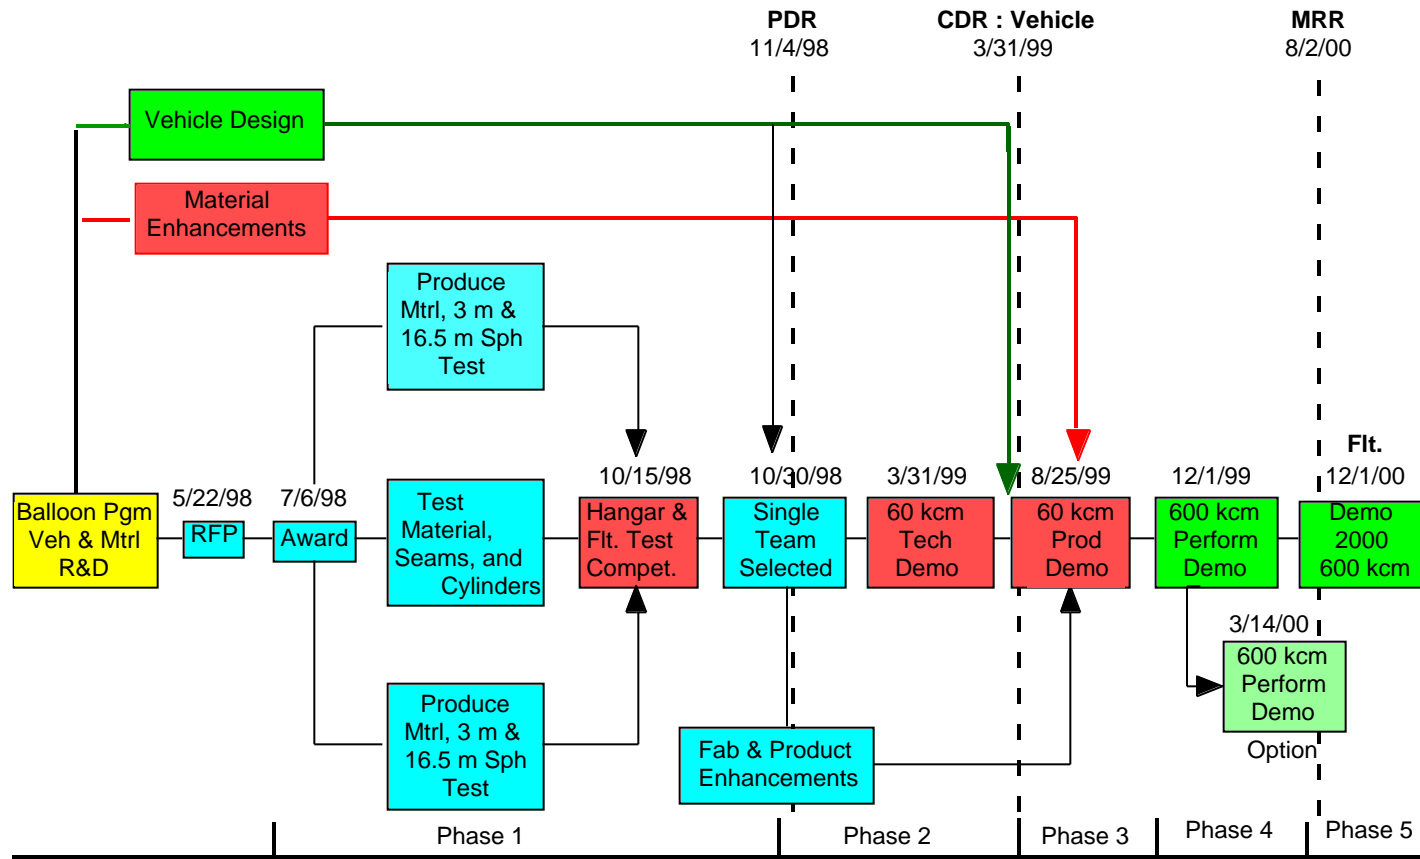 PDR
11/4/98
CDR : Vehicle
3/31/99
MRR
8/2/00
Vehicle Design
Material
Enhancements
Produce
Mtrl, 3 m &
16.5 m Sph
Test
Flt.
5/22/98
7/6/98
10/15/98
10/30/98
3/31/99
8/25/99
12/1/99
12/1/00
Balloon Pgm
Veh & Mtrl
R&D
RFP
Award
Test
Material,
Seams, and
Cylinders
Hangar &
Flt. Test
Compet.
Single
Team
Selected
60 kcm
Tech
Demo
60 kcm
Prod
Demo
600 kcm
Perform
Demo
Demo
2000
600 kcm
3/14/00
600 kcm
Perform
Demo
Option
Produce
Mtrl, 3 m &
16.5 m Sph
Test
Fab & Product
Enhancements
Phase 1
Phase 2
Phase 3
Phase 4
Phase 5